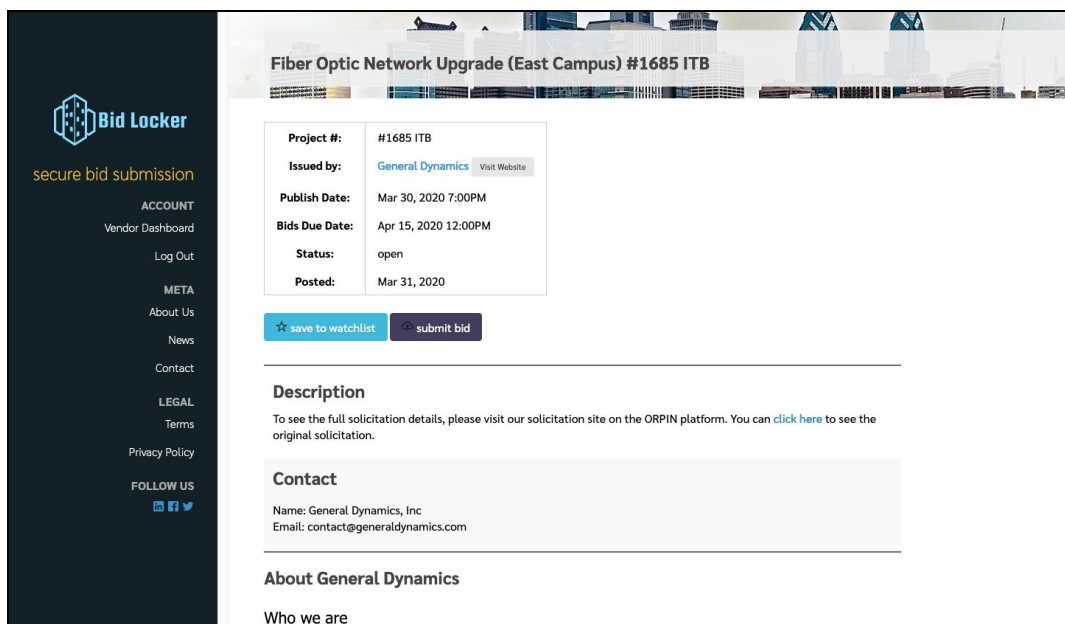 Bid Locker
secure bid submission
ACCOUNT
Vendor Dashboard
Log Out
META
About Us
News
Contact
LEGAL
Terms
Privacy Policy
FOLLOW US
Fiber Optic Network Upgrade (East Campus) #1685 ITB
Project #: #1685 ITB
Issued by: General Dynamics Visit Website
Publish Date: Mar 30, 2020 7:00PM
Bids Due Date: Apr 15, 2020 12:00PM
Status: open
Posted: Mar 31, 2020
save to watchlist submit bid
Description
To see the full solicitation details, please visit our solicitation site on the ORPIN platform. You can click here to see the
original solicitation.
Contact
Name: General Dynamics, Inc
Email: contact@generaldynamics.com
About General Dynamics
Who we are